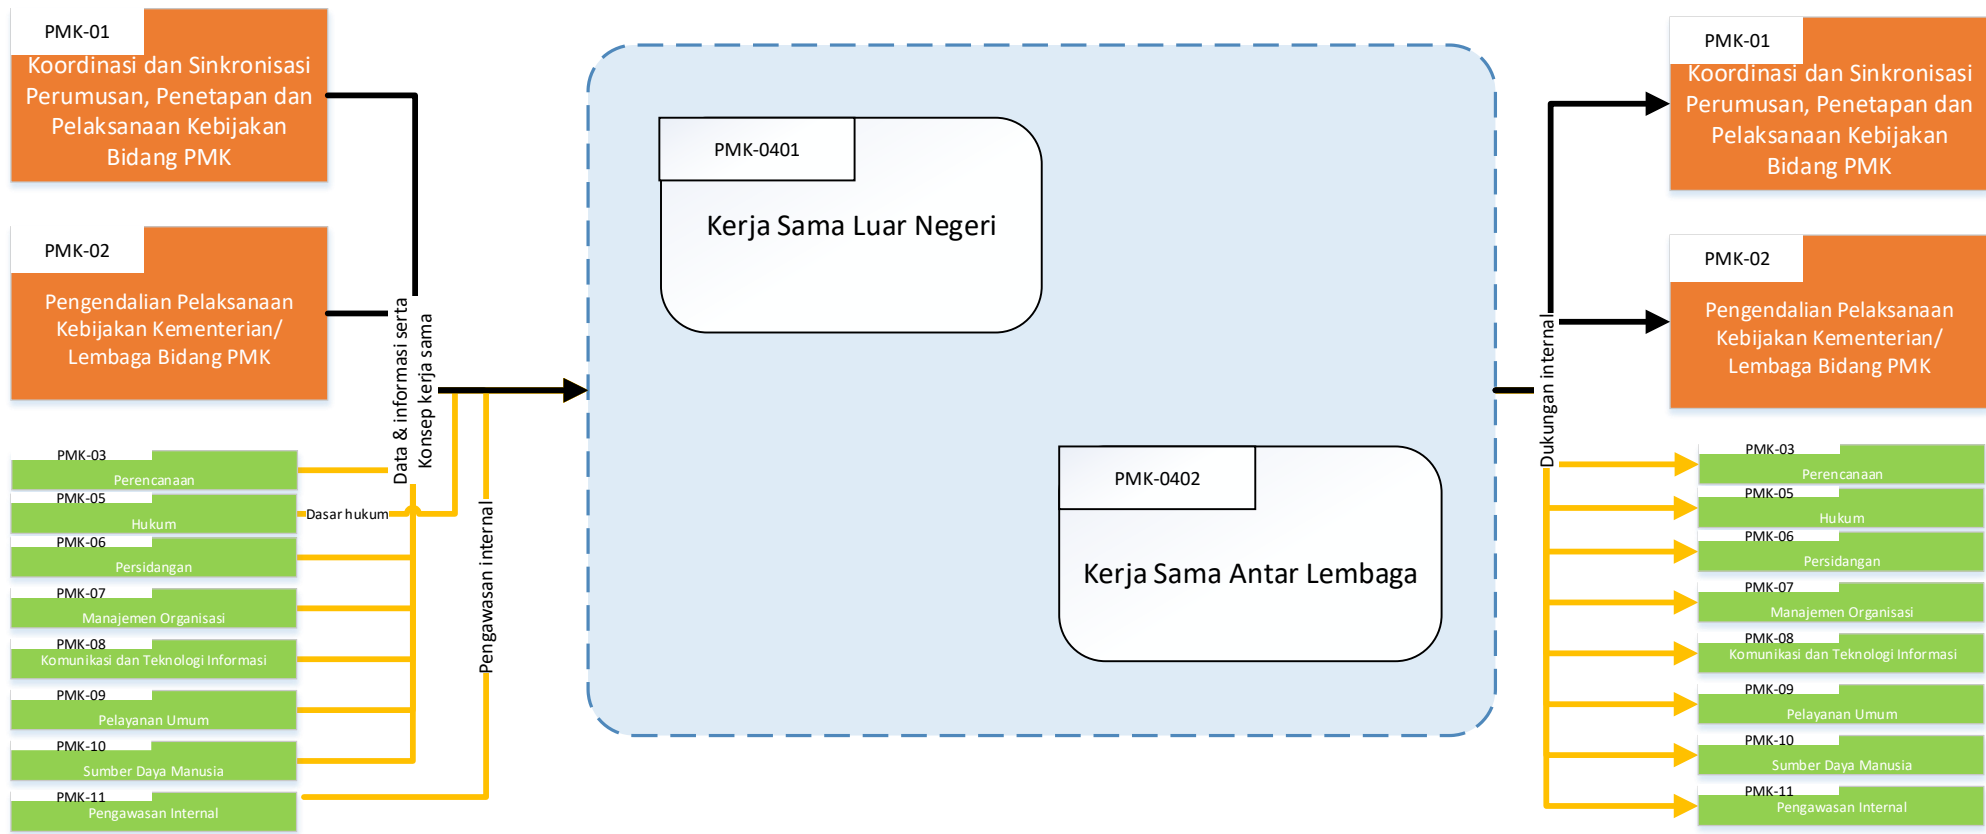 PMK-01
Koordinasi dan Sinkronisasi
Perumusan, Penetapan dan
Pelaksanaan Kebijakan
Bidang PMK
PMK-02
Pengendalian Pelaksanaan
Kebijakan Kementerian/
Lembaga Bidang PMK
PMK-03
Perencanaan
PMK-05
Hukum
PMK-06
Persidangan
PMK-07
Manajemen Organisasi
PMK-08
Komunikasi dan Teknologi Informasi
PMK-09
Pelayanan Umum
PMK-10
Sumber Daya Manusia
PMK-11
Pengawasan Internal
Data & informasi serta
Konsep kerja sama
Dasar hukum
Pengawasan internal
PMK-0401
Kerja Sama Luar Negeri
PMK-0402
Kerja Sama Antar Lembaga
Dukungan internal
PMK-01
Koordinasi dan Sinkronisasi
Perumusan, Penetapan dan
Pelaksanaan Kebijakan
Bidang PMK
PMK-02
Pengendalian Pelaksanaan
Kebijakan Kementerian/
Lembaga Bidang PMK
PMK-03
Perencanaan
PMK-05
Hukum
PMK-06
Persidangan
PMK-07
Manajemen Organisasi
PMK-08
Komunikasi dan Teknologi Informasi
PMK-09
Pelayanan Umum
PMK-10
Sumber Daya Manusia
PMK-11
Pengawasan Internal